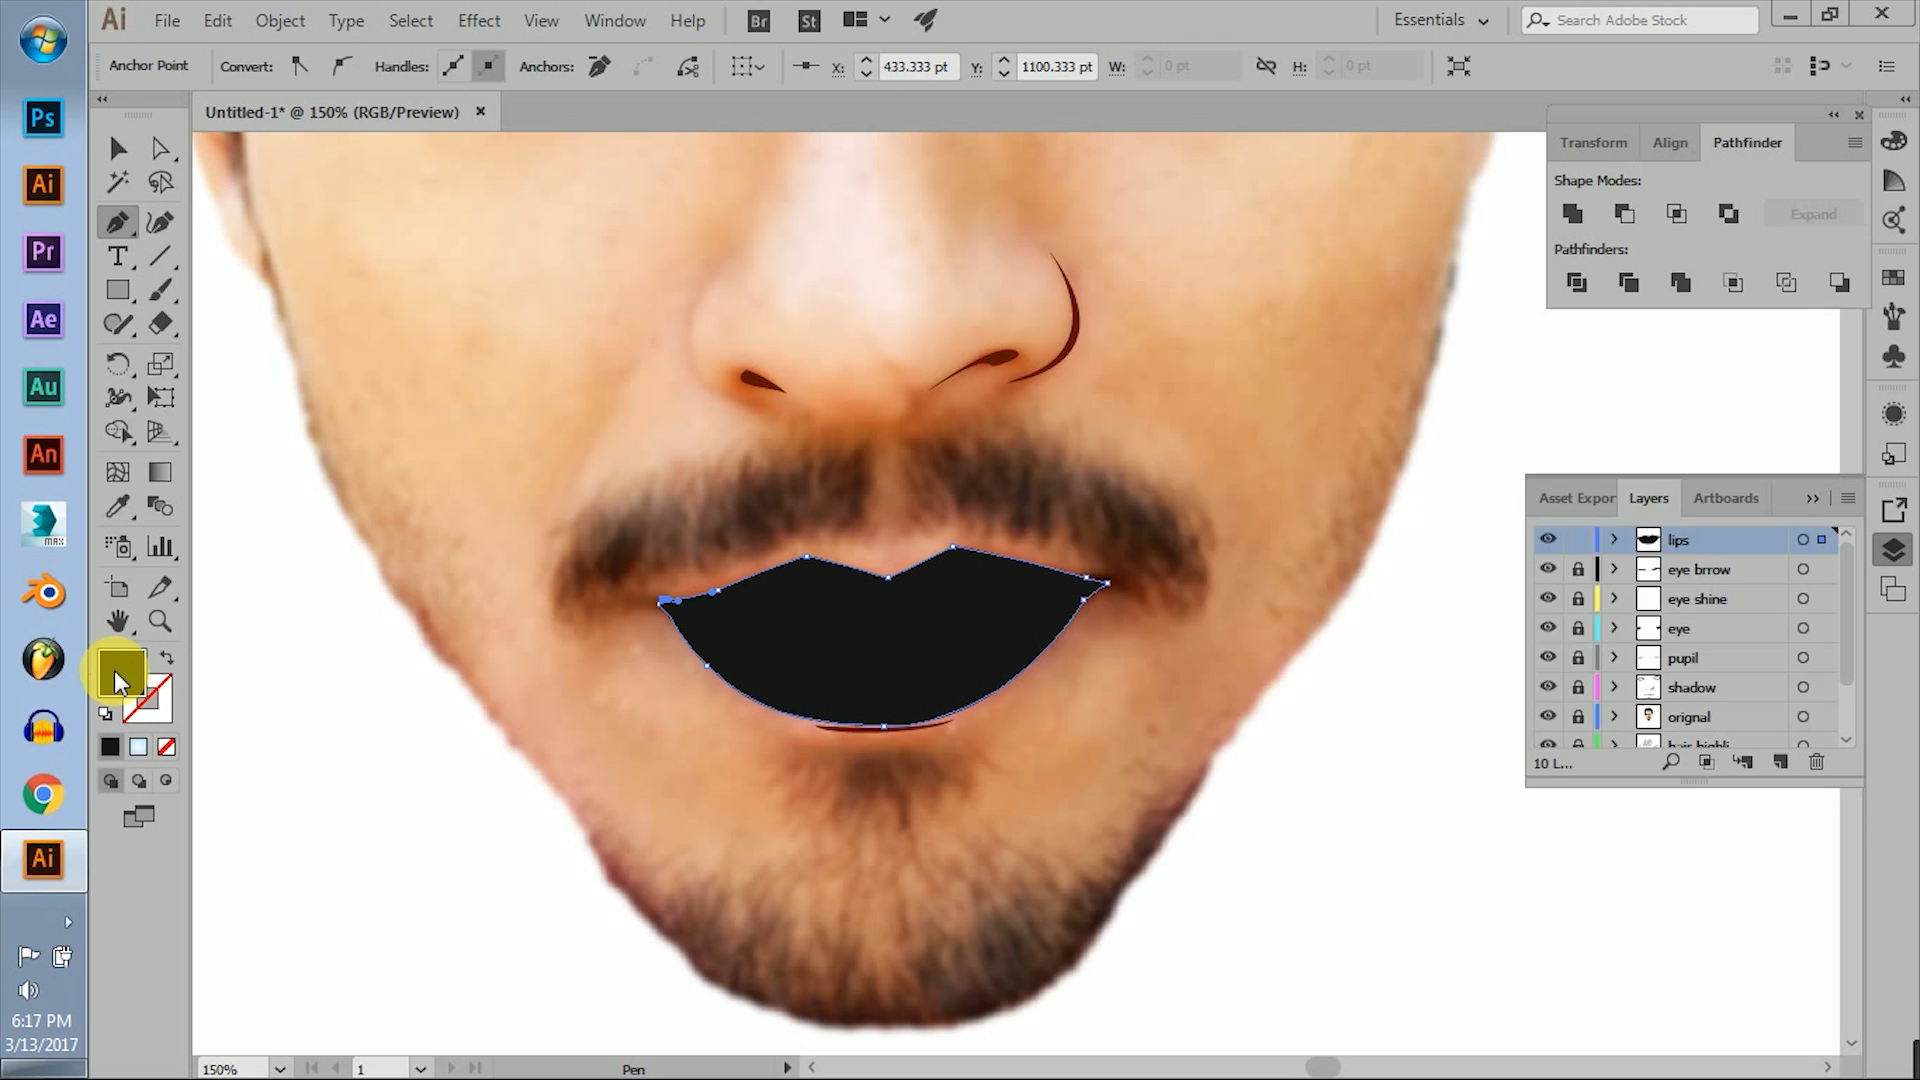 Ai File Edit Object Type Select Effect View Window Help Br St Essentials Search Adobe Stock
Anchor Point Convert: Handles: Anchors: X: 433.333 pt Y: 1100.333 pt W: 0 pt H: 0 pt
Untitled-1* @ 150% (RGB/Preview)
Transform Align Pathfinder
Shape Modes:
Expand
Pathfinders:
Ps
Ai
Pr
Ae
Au
An
MAX
Ai
T
Asset Expor Layers Artboards
lips
eye brrow
eye shine
eye
pupil
shadow
orignal
hair highli
10 L...
6:17 PM
3/13/2017
150% 1 Pen